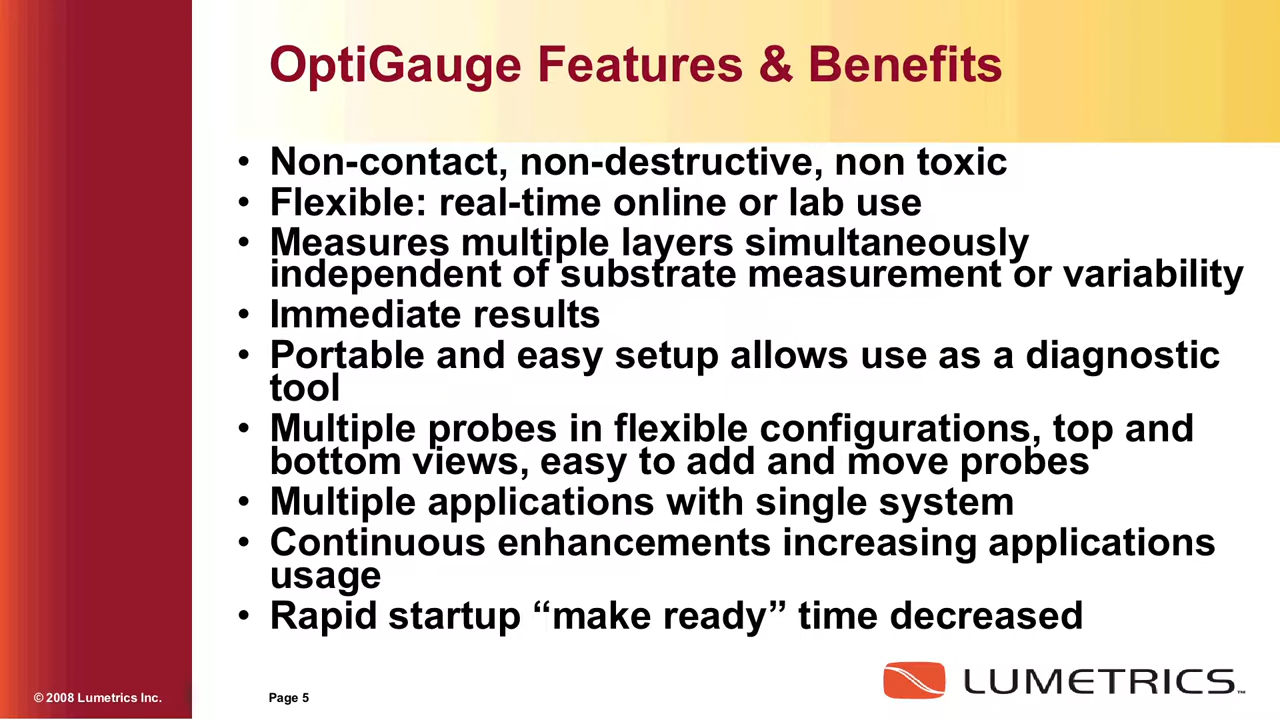 OptiGauge Features & Benefits
• Non-contact, non-destructive, non toxic
• Flexible: real-time online or lab use
• Measures multiple layers simultaneously
independent of substrate measurement or variability
• Immediate results
• Portable and easy setup allows use as a diagnostic
tool
• Multiple probes in flexible configurations, top and
bottom views, easy to add and move probes
• Multiple applications with single system
• Continuous enhancements increasing applications
usage
• Rapid startup “make ready” time decreased
© 2008 Lumetrics Inc.
Page 5
LUMETRICS™